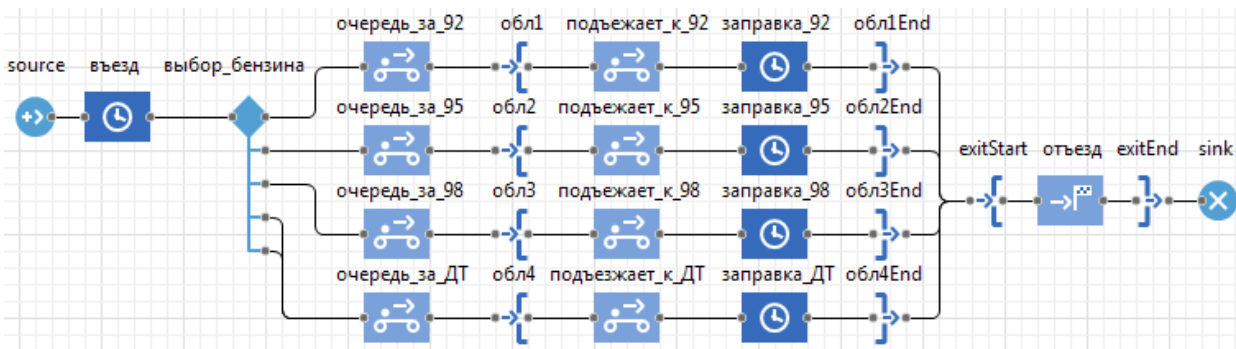 очередь_за_92 обл1 подъежает_к_92 заправка_92 обл1End
source въезд выбор_бензина
очередь_за_95 обл2 подъежает_к_95 заправка_95 обл2End
exitStart отъезд exitEnd sink
очередь_за_98 обл3 подъежает_к_98 заправка_98 обл3End
очередь_за_ДТ обл4 подъезжает_к_ДТ заправка_ДТ обл4End